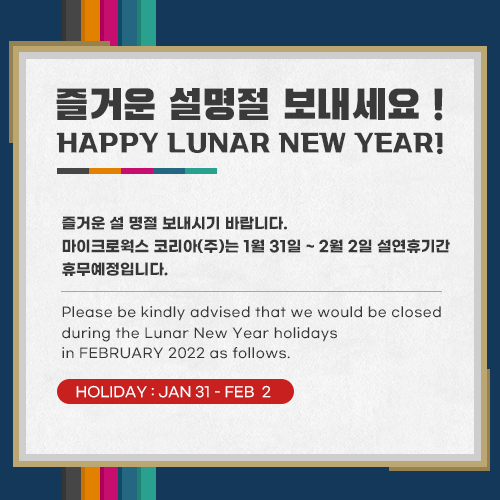 즐거운 설명절 보내세요 !
HAPPY LUNAR NEW YEAR!
즐거운 설 명절 보내시기 바랍니다.
마이크로웍스 코리아(주)는 1월 31일 ~ 2월 2일 설연휴기간
휴무예정입니다.
Please be kindly advised that we would be closed
during the Lunar New Year holidays
in FEBRUARY 2022 as follows.
HOLIDAY : JAN 31 - FEB 2